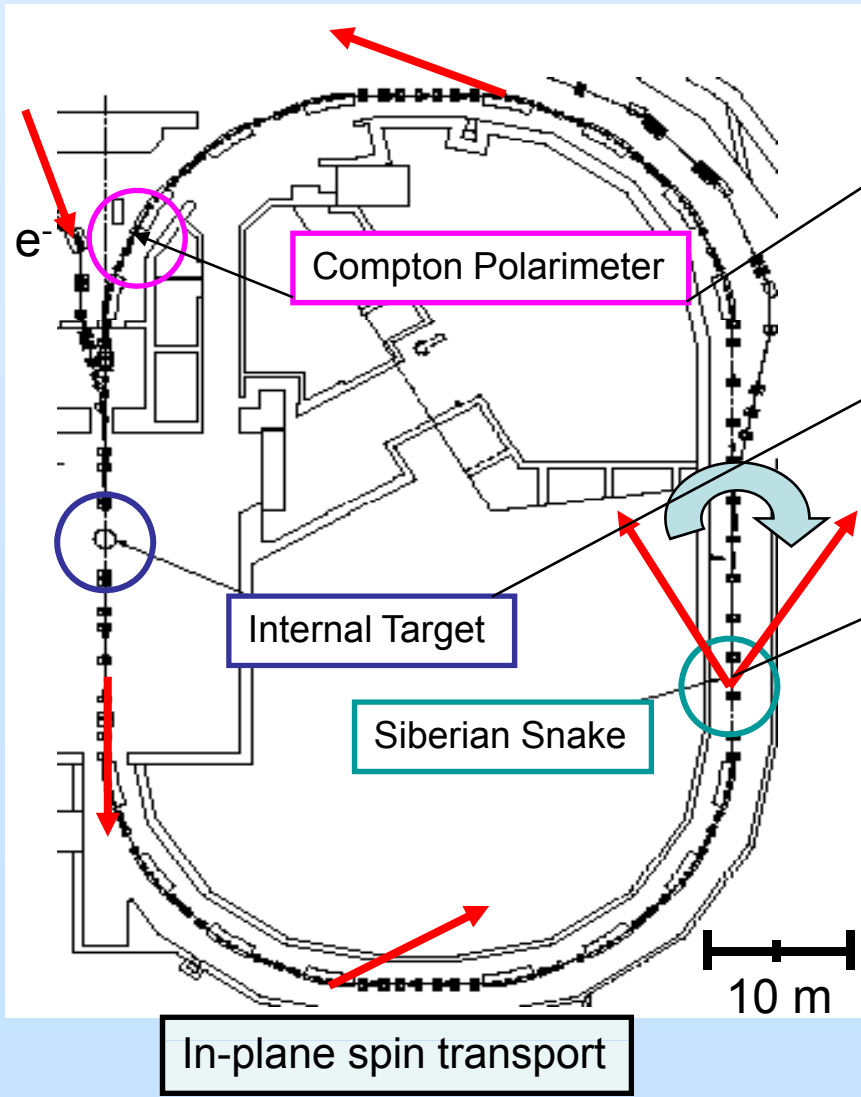 e-
Compton Polarimeter
Internal Target
Siberian Snake
10 m
In-plane spin transport